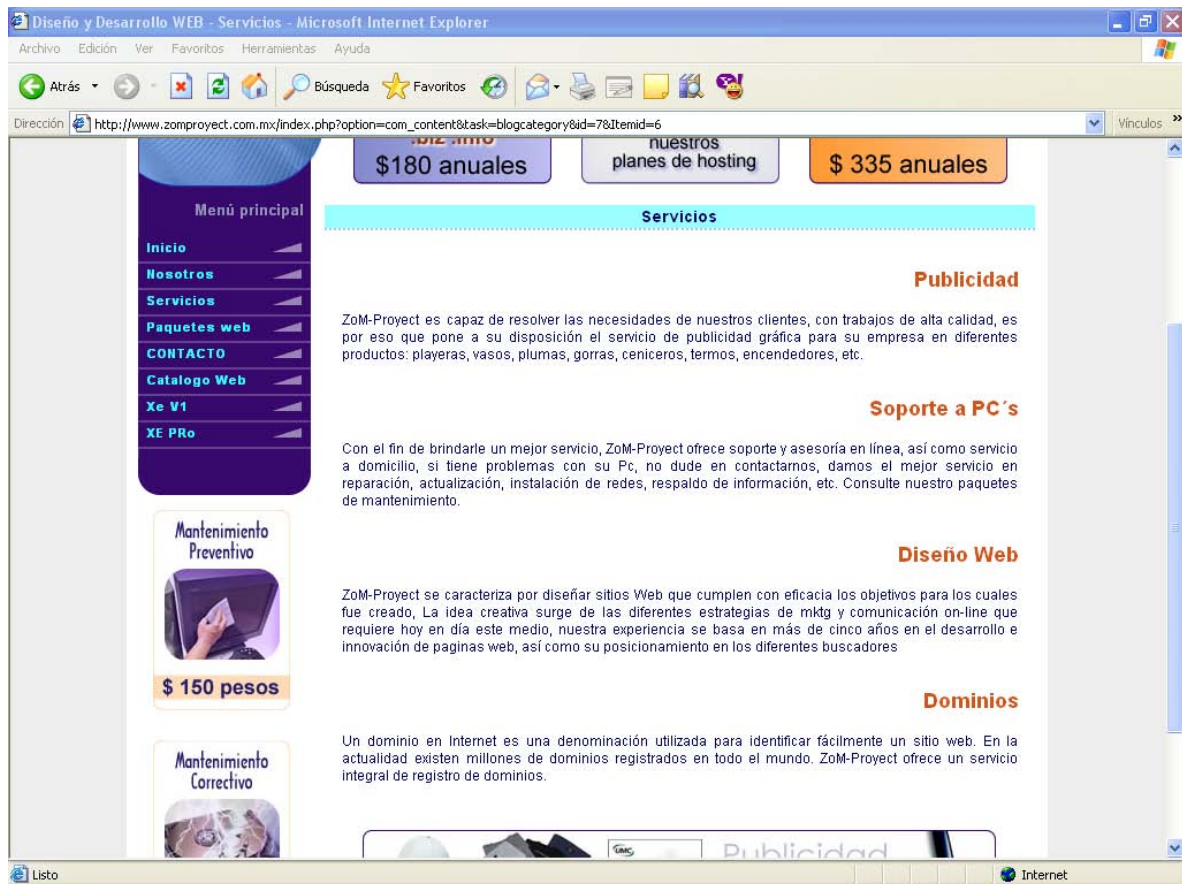 Diseño y Desarrollo WEB - Servicios - Microsoft Internet Explorer
Archivo Edición Ver Favoritos Herramientas Ayuda
Atrás Búsqueda Favoritos
Dirección http://www.zomproyect.com.mx/index.php?option=com_content&task=blogcategory&id=7&Itemid=6 Vínculos »
.biz .info
$180 anuales
nuestros
planes de hosting
$ 335 anuales
Menú principal
Inicio
Nosotros
Servicios
Paquetes web
CONTACTO
Catalogo Web
Xe V1
XE PRo
Mantenimiento
Preventivo
$ 150 pesos
Mantenimiento
Correctivo
Servicios
Publicidad
ZoM-Proyect es capaz de resolver las necesidades de nuestros clientes, con trabajos de alta calidad, es
por eso que pone a su disposición el servicio de publicidad gráfica para su empresa en diferentes
productos: playeras, vasos, plumas, gorras, ceniceros, termos, encendedores, etc.
Soporte a PC´s
Con el fin de brindarle un mejor servicio, ZoM-Proyect ofrece soporte y asesoría en línea, así como servicio
a domicilio, si tiene problemas con su Pc, no dude en contactarnos, damos el mejor servicio en
reparación, actualización, instalación de redes, respaldo de información, etc. Consulte nuestro paquetes
de mantenimiento.
Diseño Web
ZoM-Proyect se caracteriza por diseñar sitios Web que cumplen con eficacia los objetivos para los cuales
fue creado, La idea creativa surge de las diferentes estrategias de mktg y comunicación on-line que
requiere hoy en día este medio, nuestra experiencia se basa en más de cinco años en el desarrollo e
innovación de paginas web, así como su posicionamiento en los diferentes buscadores
Dominios
Un dominio en Internet es una denominación utilizada para identificar fácilmente un sitio web. En la
actualidad existen millones de dominios registrados en todo el mundo. ZoM-Proyect ofrece un servicio
integral de registro de dominios.
UMC
Publicidad
Listo Internet